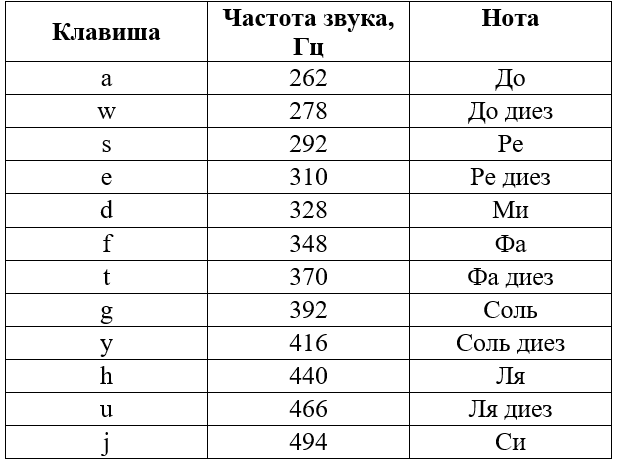 Клавиша Частота звука, Гц Нота
a 262 До
w 278 До диез
s 292 Ре
e 310 Ре диез
d 328 Ми
f 348 Фа
t 370 Фа диез
g 392 Соль
y 416 Соль диез
h 440 Ля
u 466 Ля диез
j 494 Си